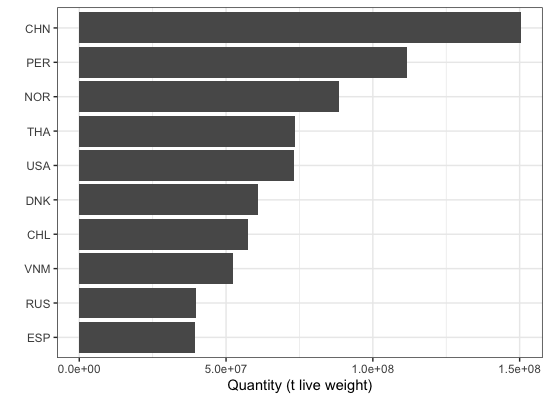 CHN
PER
NOR
THA
USA
DNK
CHL
VNM
RUS
ESP
0.0e+00 5.0e+07 1.0e+08 1.5e+08
Quantity (t live weight)